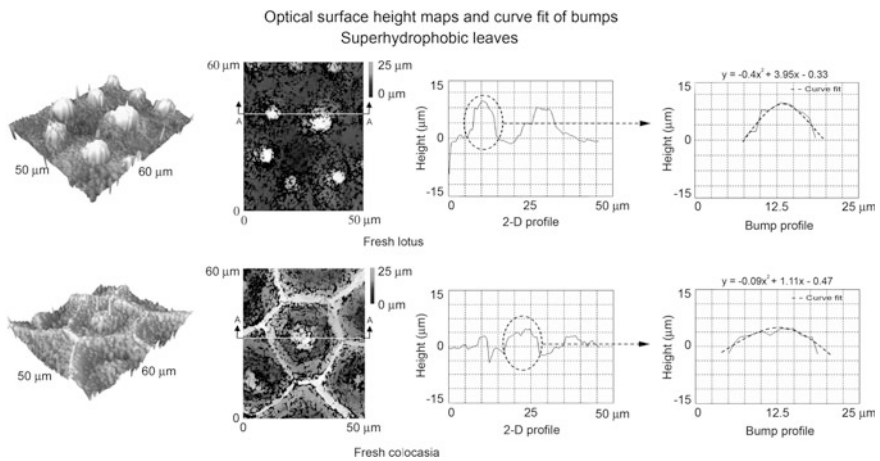 Optical surface height maps and curve fit of bumps
Superhydrophobic leaves
50 μm
60 μm
60 μm
0
0
50 μm
A
A
25 μm
0 μm
Height (μm)
15
0
-15
0
25
50 μm
2-D profile
y = -0.4x² + 3.95x - 0.33
Curve fit
Height (μm)
15
0
-15
0
12.5
25 μm
Bump profile
Fresh lotus
50 μm
60 μm
60 μm
0
0
50 μm
A
A
25 μm
0 μm
Height (μm)
15
0
-15
0
25
50 μm
2-D profile
y = -0.09x² + 1.11x - 0.47
Curve fit
Height (μm)
15
0
-15
0
12.5
25 μm
Bump profile
Fresh colocasia